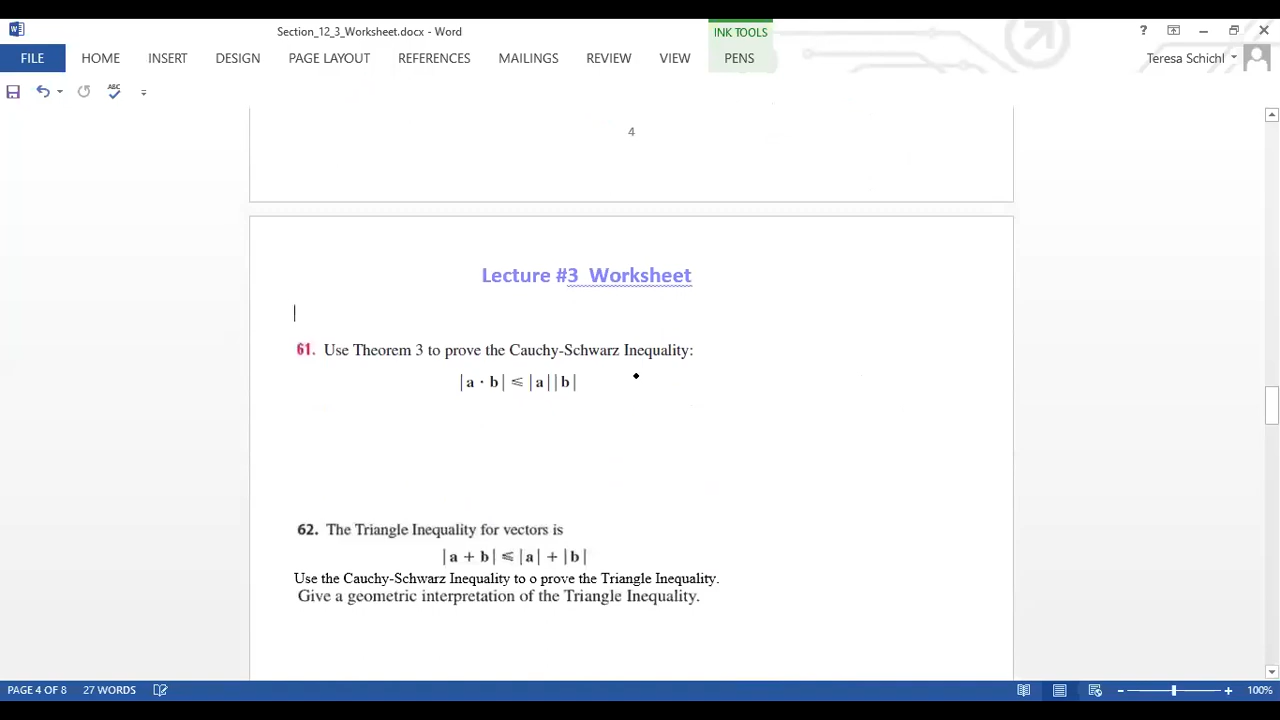 Section_12_3_Worksheet.docx - Word
INK TOOLS
?
FILE
HOME
INSERT
DESIGN
PAGE LAYOUT
REFERENCES
MAILINGS
REVIEW
VIEW
PENS
Teresa Schichl
ABC
4
Lecture #3 Worksheet
61. Use Theorem 3 to prove the Cauchy-Schwarz Inequality:
|a · b| ≤ |a||b|
62. The Triangle Inequality for vectors is
|a + b| ≤ |a| + |b|
Use the Cauchy-Schwarz Inequality to o prove the Triangle Inequality.
Give a geometric interpretation of the Triangle Inequality.
PAGE 4 OF 8
27 WORDS
100%